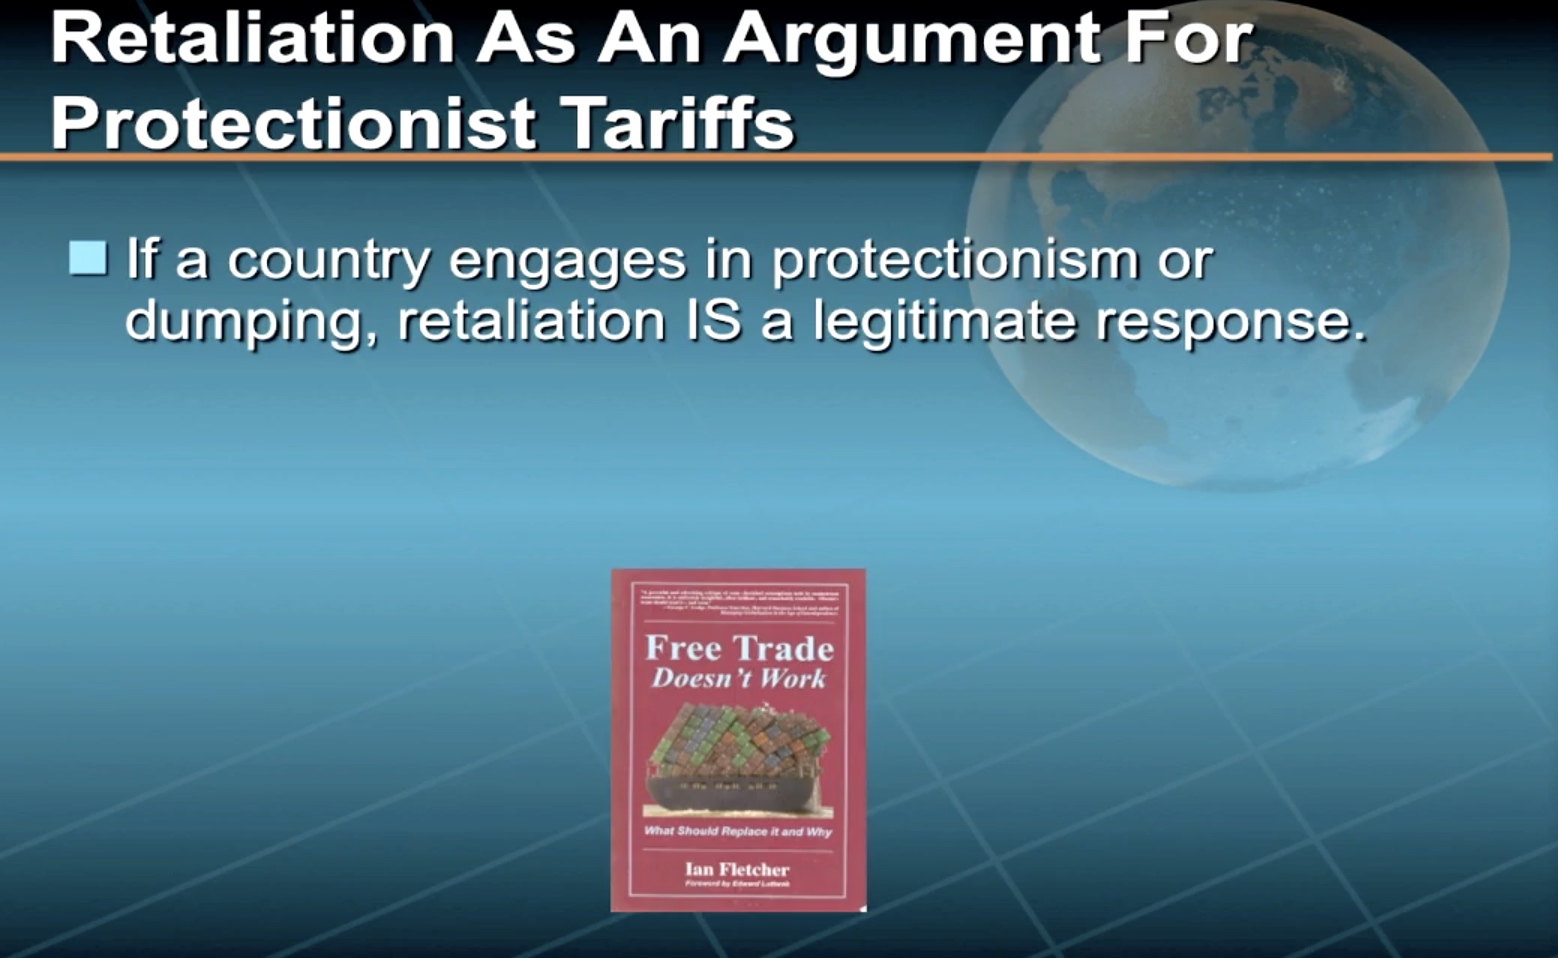 Retaliation As An Argument For
Protectionist Tariffs
If a country engages in protectionism or
dumping, retaliation IS a legitimate response.
Free Trade
Doesn't Work
What Should Replace it and Why
Ian Fletcher
Foreword by Edward Luttwak